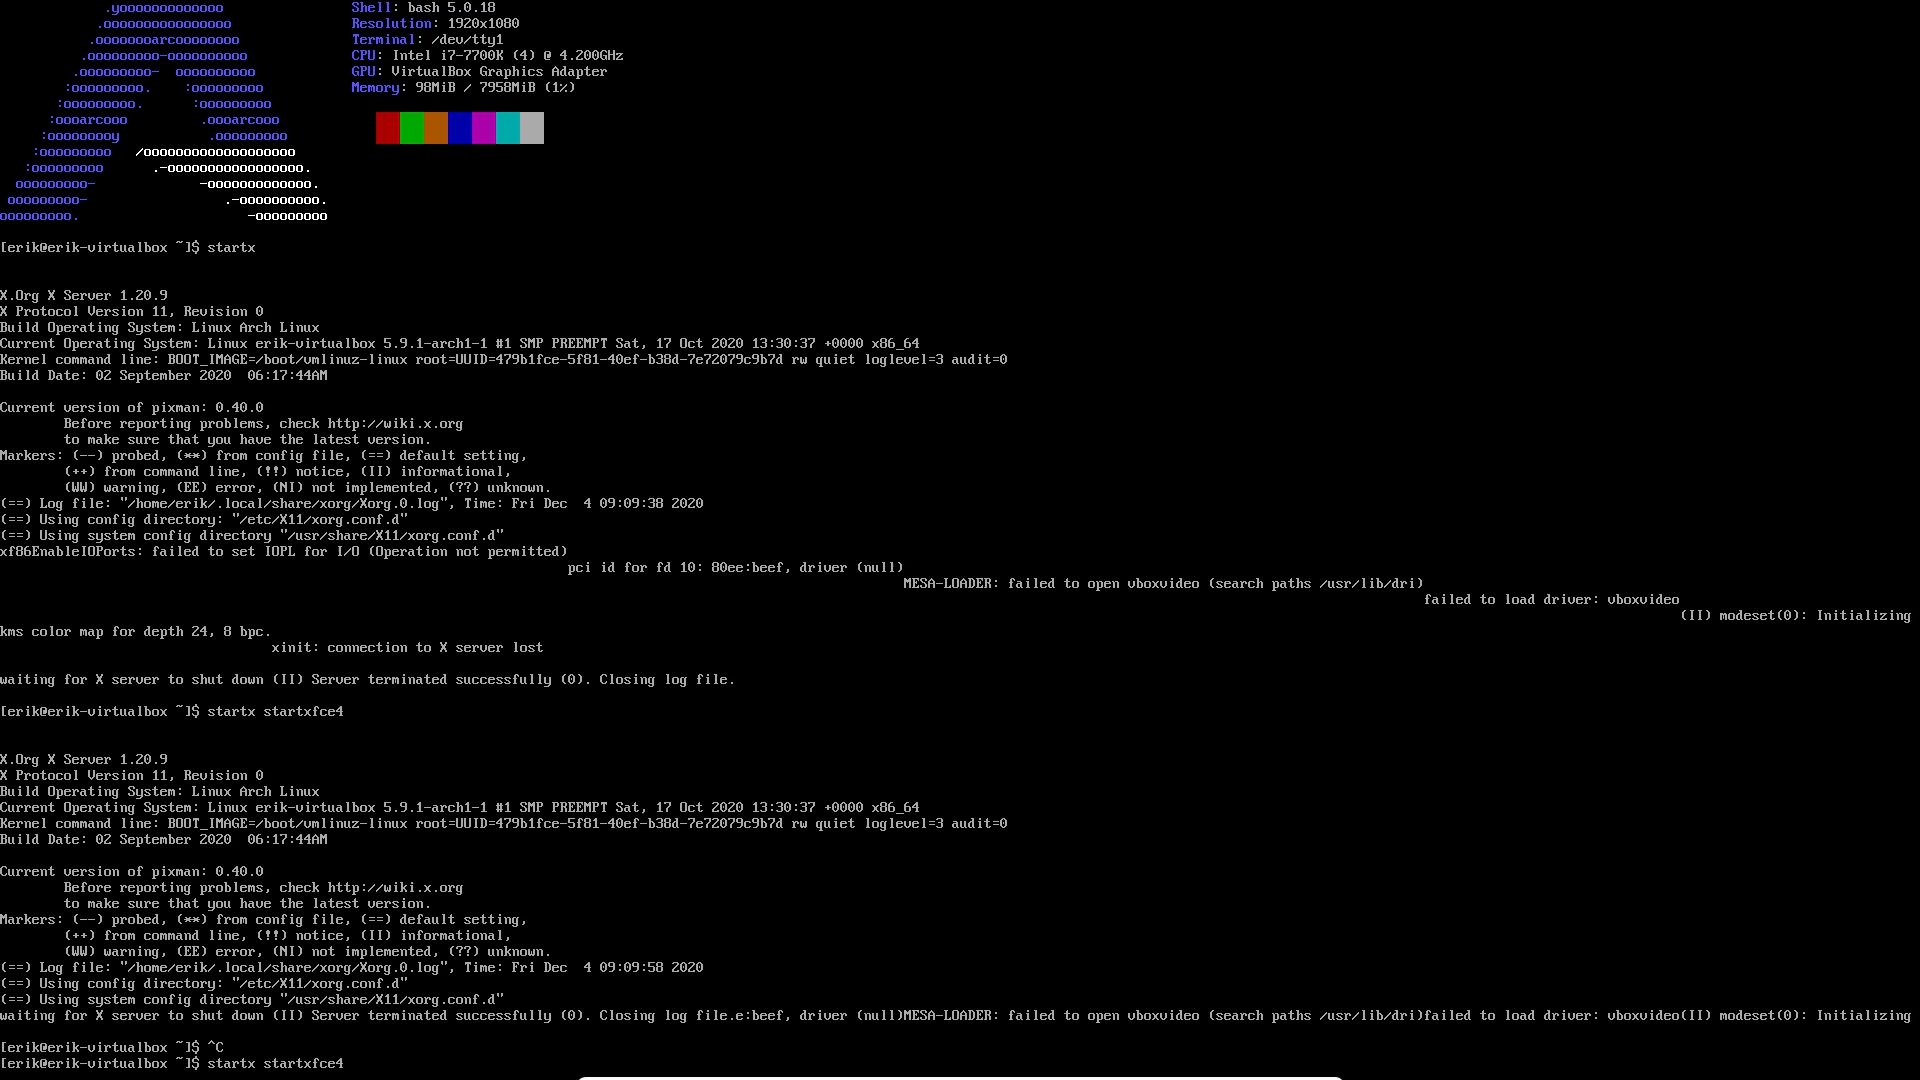 .yooooooooooooo Shell: bash 5.0.18
.oooooooooooooooo Resolution: 1920x1080
.ooooooooarcoooooooo Terminal: /dev/tty1
.ooooooooo-oooooooooo CPU: Intel i7-7700K (4) @ 4.200GHz
.ooooooooo-  oooooooooo GPU: VirtualBox Graphics Adapter
:ooooooooo.    :ooooooooo Memory: 98MiB / 7958MiB (1%)
:ooooooooo.      :ooooooooo
:oooarcooo         .oooarcooo
:ooooooooy           .ooooooooo
:ooooooooo   /ooooooooooooooooooo
:ooooooooo      .-ooooooooooooooooo.
ooooooooo-             -ooooooooooooo.
ooooooooo-                 .-oooooooooo.
ooooooooo.                     -ooooooooo
[erik@erik-virtualbox ~]$ startx
X.Org X Server 1.20.9
X Protocol Version 11, Revision 0
Build Operating System: Linux Arch Linux
Current Operating System: Linux erik-virtualbox 5.9.1-arch1-1 #1 SMP PREEMPT Sat, 17 Oct 2020 13:30:37 +0000 x86_64
Kernel command line: BOOT_IMAGE=/boot/vmlinuz-linux root=UUID=479b1fce-5f81-40ef-b38d-7e72079c9b7d rw quiet loglevel=3 audit=0
Build Date: 02 September 2020  06:17:44AM
Current version of pixman: 0.40.0
Before reporting problems, check http://wiki.x.org
to make sure that you have the latest version.
Markers: (--) probed, (**) from config file, (==) default setting,
(++) from command line, (!!) notice, (II) informational,
(WW) warning, (EE) error, (NI) not implemented, (??) unknown.
(==) Log file: "/home/erik/.local/share/xorg/Xorg.0.log", Time: Fri Dec  4 09:09:38 2020
(==) Using config directory: "/etc/X11/xorg.conf.d"
(==) Using system config directory "/usr/share/X11/xorg.conf.d"
xf86EnableIOPorts: failed to set IOPL for I/O (Operation not permitted)
pci id for fd 10: 80ee:beef, driver (null)
MESA-LOADER: failed to open vboxvideo (search paths /usr/lib/dri)
failed to load driver: vboxvideo
(II) modeset(0): Initializing
kms color map for depth 24, 8 bpc.
xinit: connection to X server lost
waiting for X server to shut down (II) Server terminated successfully (0). Closing log file.
[erik@erik-virtualbox ~]$ startx startxfce4
X.Org X Server 1.20.9
X Protocol Version 11, Revision 0
Build Operating System: Linux Arch Linux
Current Operating System: Linux erik-virtualbox 5.9.1-arch1-1 #1 SMP PREEMPT Sat, 17 Oct 2020 13:30:37 +0000 x86_64
Kernel command line: BOOT_IMAGE=/boot/vmlinuz-linux root=UUID=479b1fce-5f81-40ef-b38d-7e72079c9b7d rw quiet loglevel=3 audit=0
Build Date: 02 September 2020  06:17:44AM
Current version of pixman: 0.40.0
Before reporting problems, check http://wiki.x.org
to make sure that you have the latest version.
Markers: (--) probed, (**) from config file, (==) default setting,
(++) from command line, (!!) notice, (II) informational,
(WW) warning, (EE) error, (NI) not implemented, (??) unknown.
(==) Log file: "/home/erik/.local/share/xorg/Xorg.0.log", Time: Fri Dec  4 09:09:58 2020
(==) Using config directory: "/etc/X11/xorg.conf.d"
(==) Using system config directory "/usr/share/X11/xorg.conf.d"
waiting for X server to shut down (II) Server terminated successfully (0). Closing log file.e:beef, driver (null)MESA-LOADER: failed to open vboxvideo (search paths /usr/lib/dri)failed to load driver: vboxvideo(II) modeset(0): Initializing
[erik@erik-virtualbox ~]$ ^C
[erik@erik-virtualbox ~]$ startx startxfce4